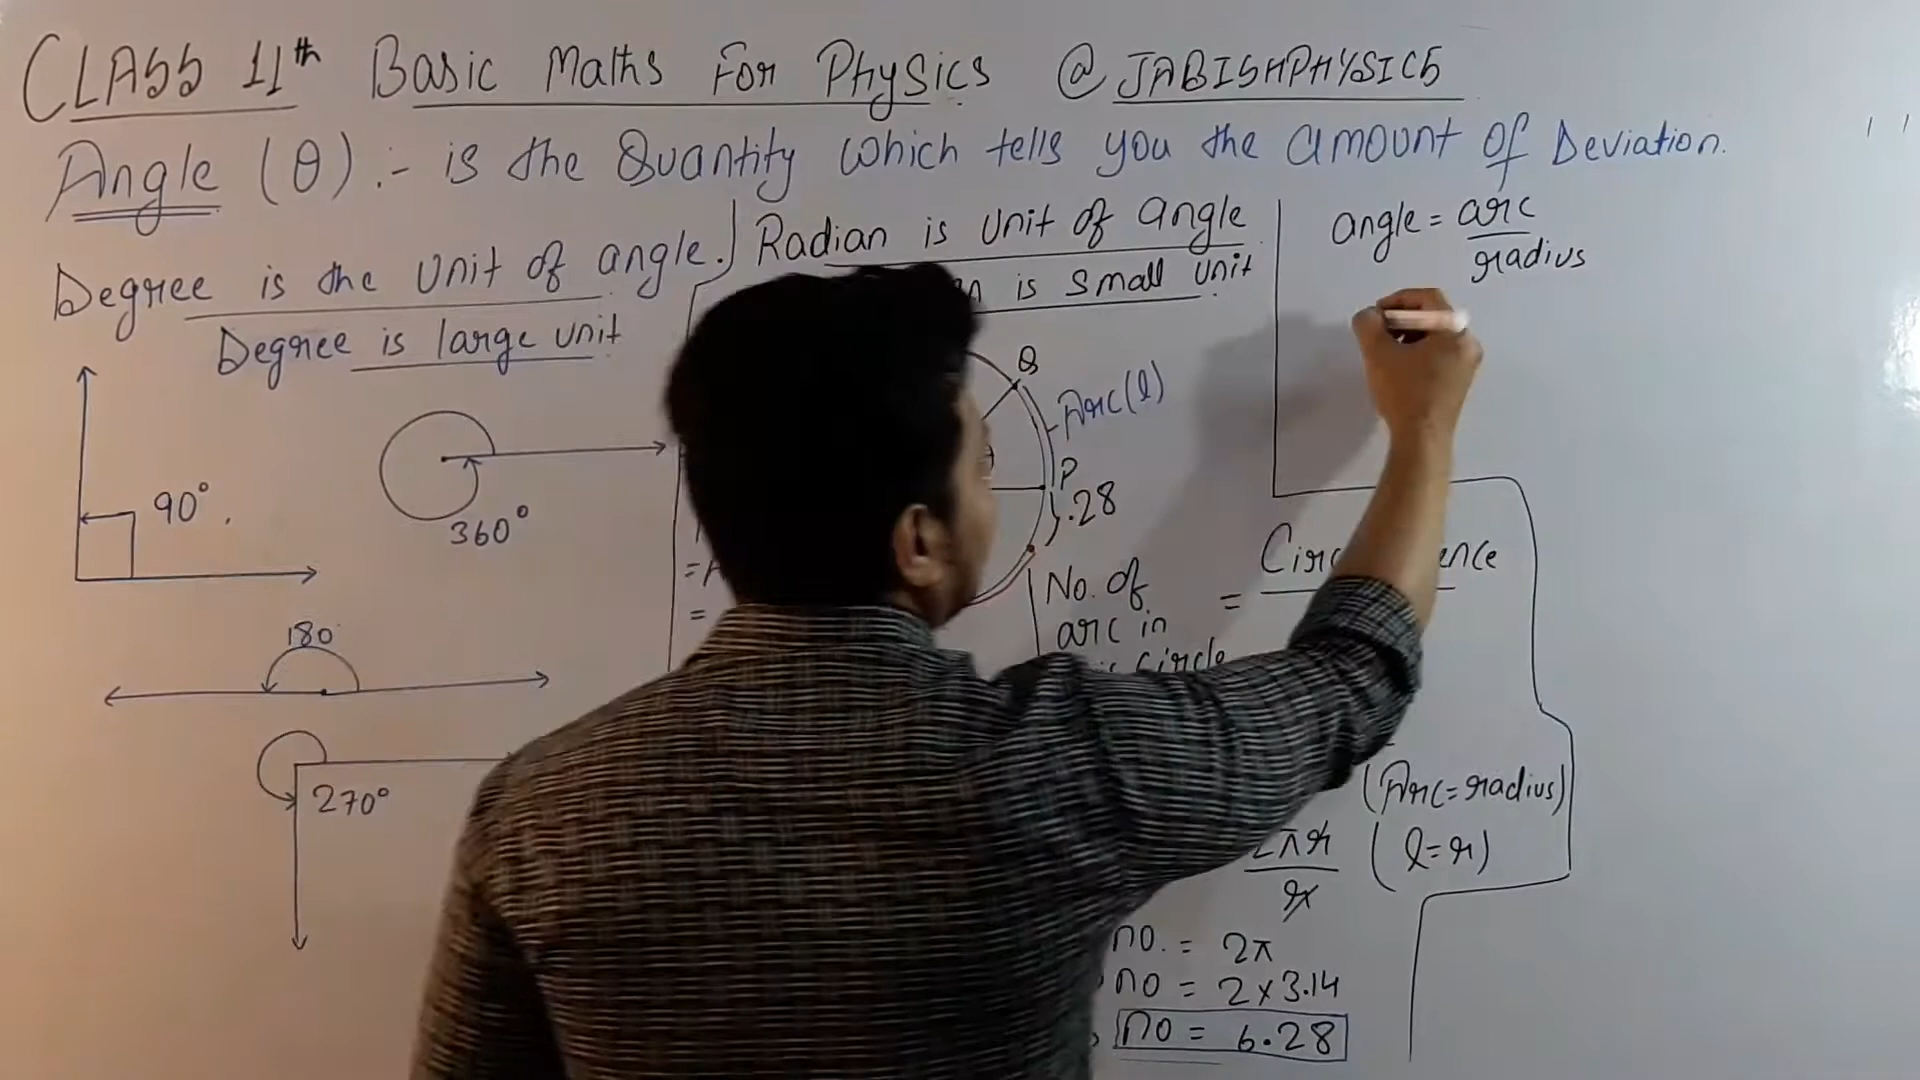 CLASS 11th Basic Maths For Physics @JABISHPHYSICS
Angle (θ) :- is the Quantity which tells you the amount of Deviation.
Degree is the unit of angle.
Degree is large unit
90°
360°
180
270°
Radian is unit of angle
is small unit
Q
Arc(l)
P
.28
No. of
arc in
circle
=
(Arc=radius)
2πr
r
(l=r)
no. = 2π
no = 2×3.14
no = 6.28
angle = arc
radius